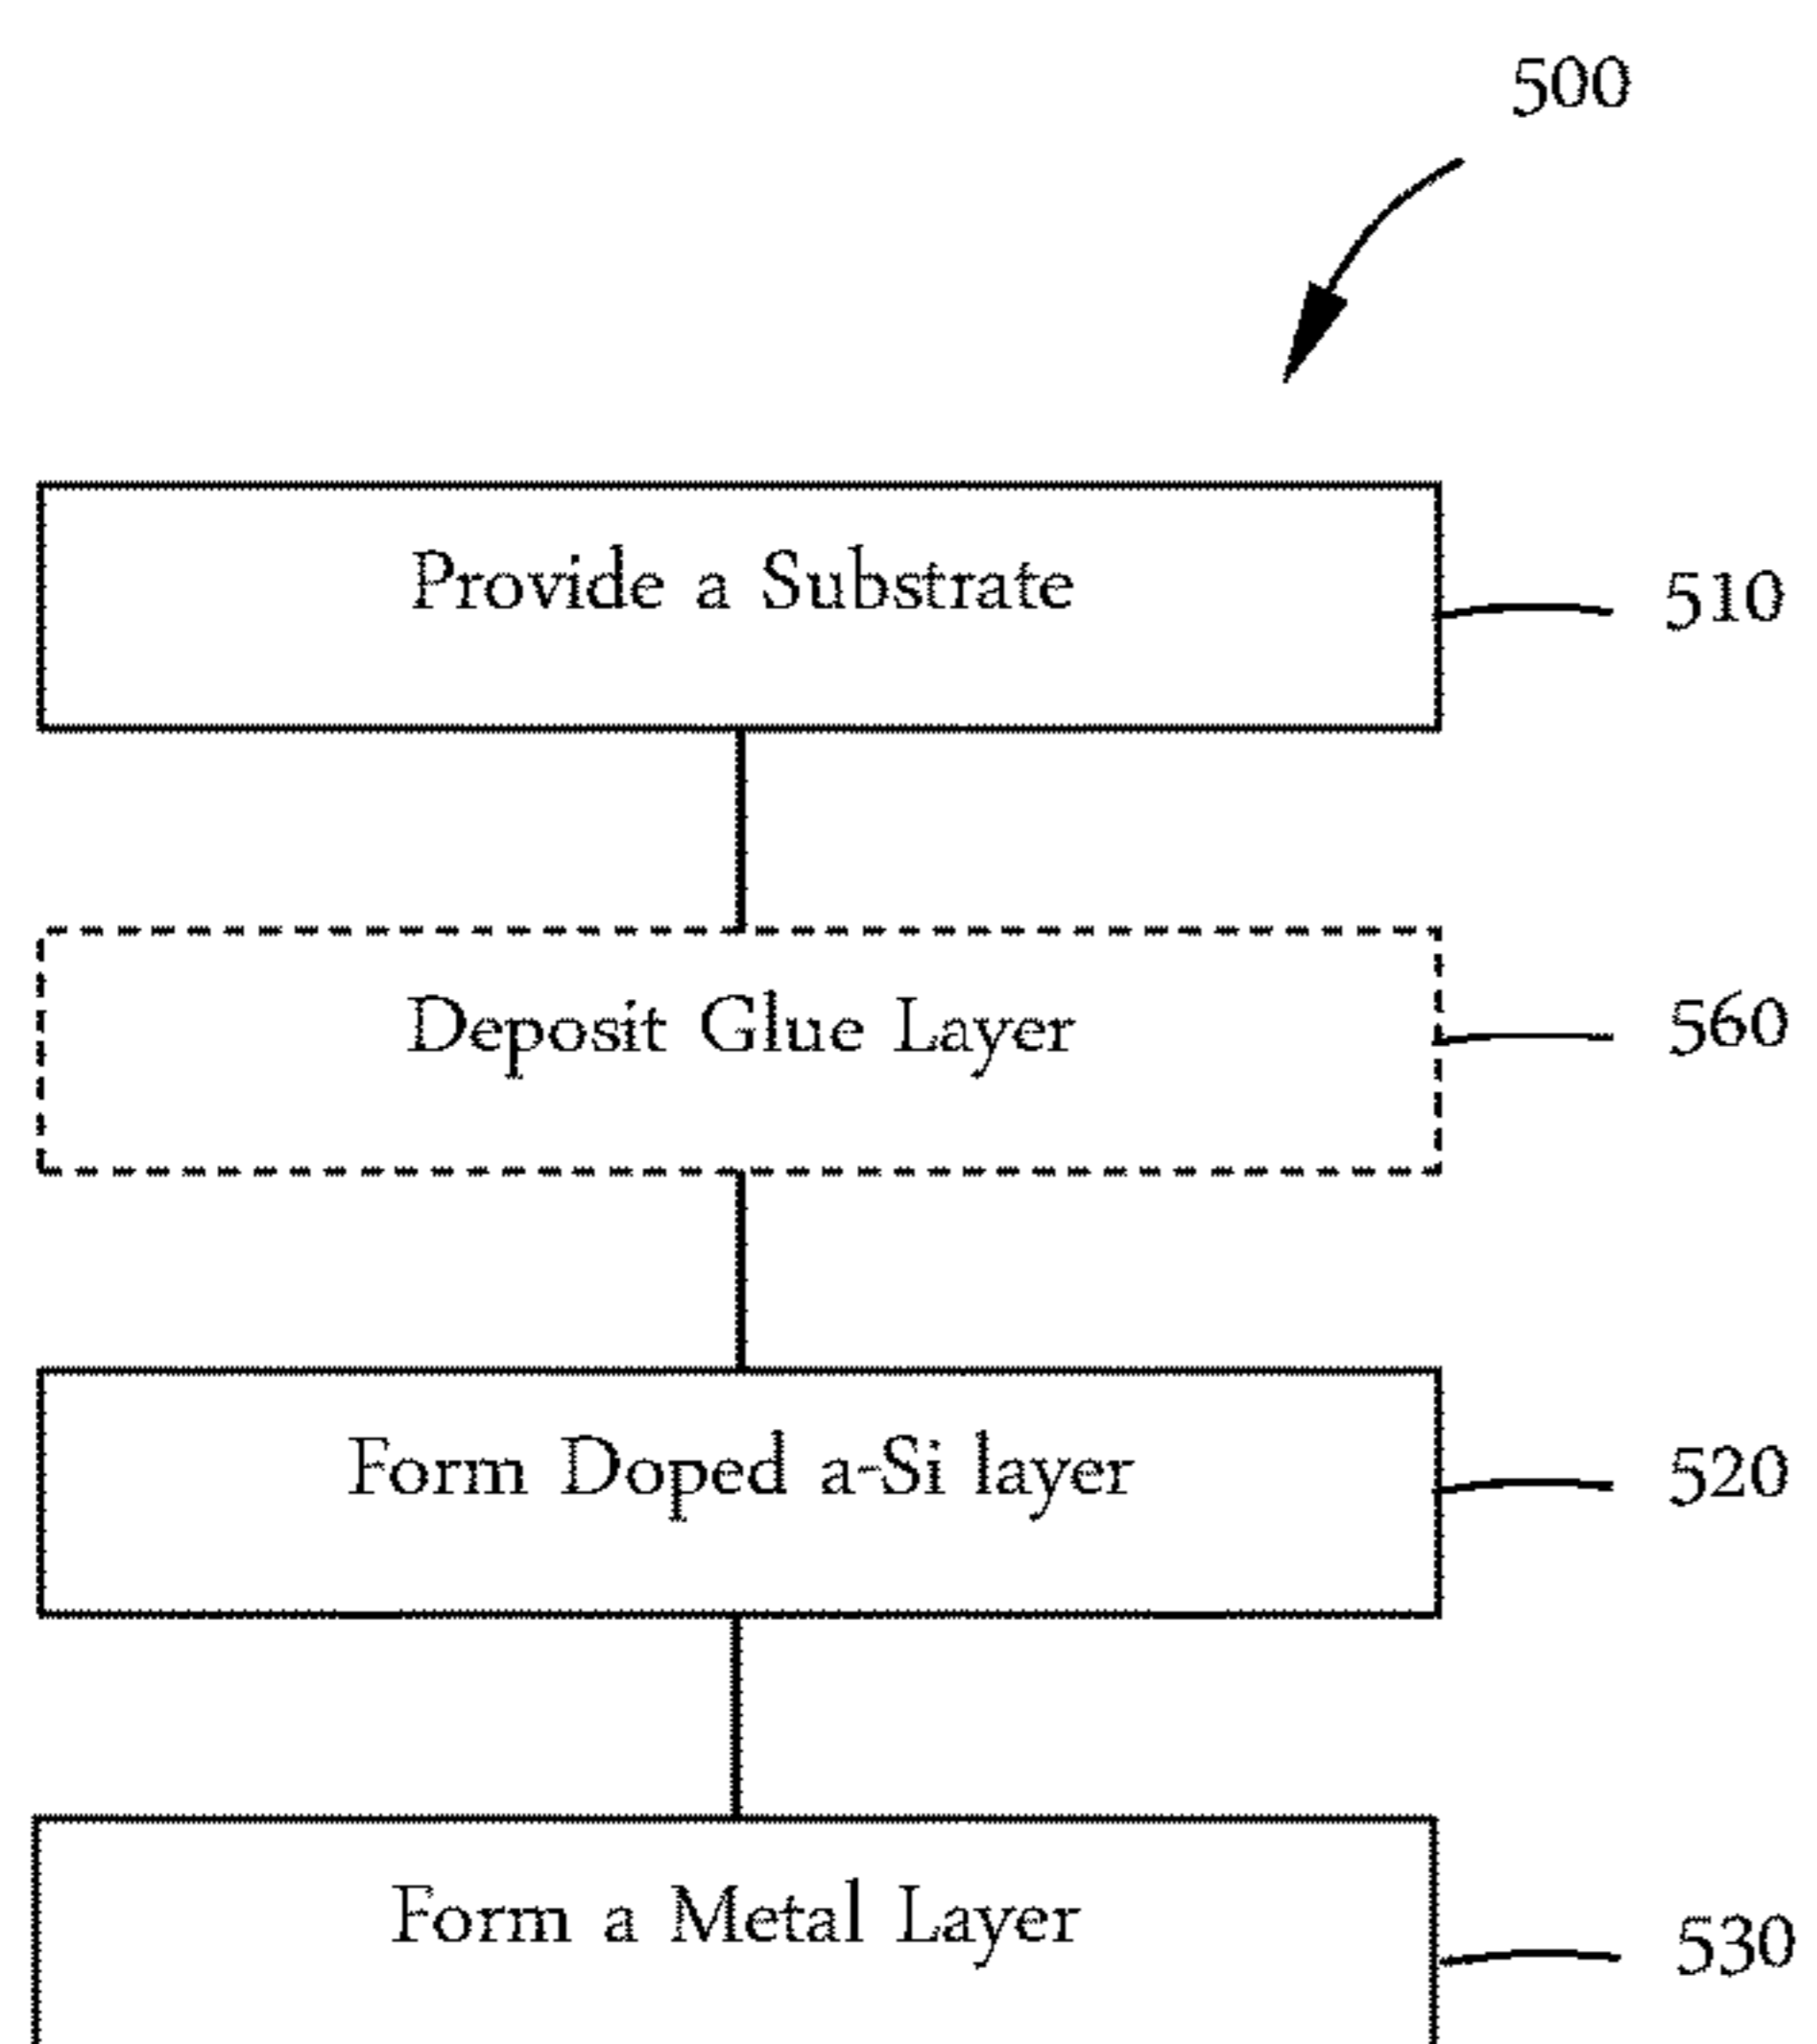 500
Provide a Substrate
510
Deposit Glue Layer
560
Form Doped a-Si layer
520
Form a Metal Layer
530